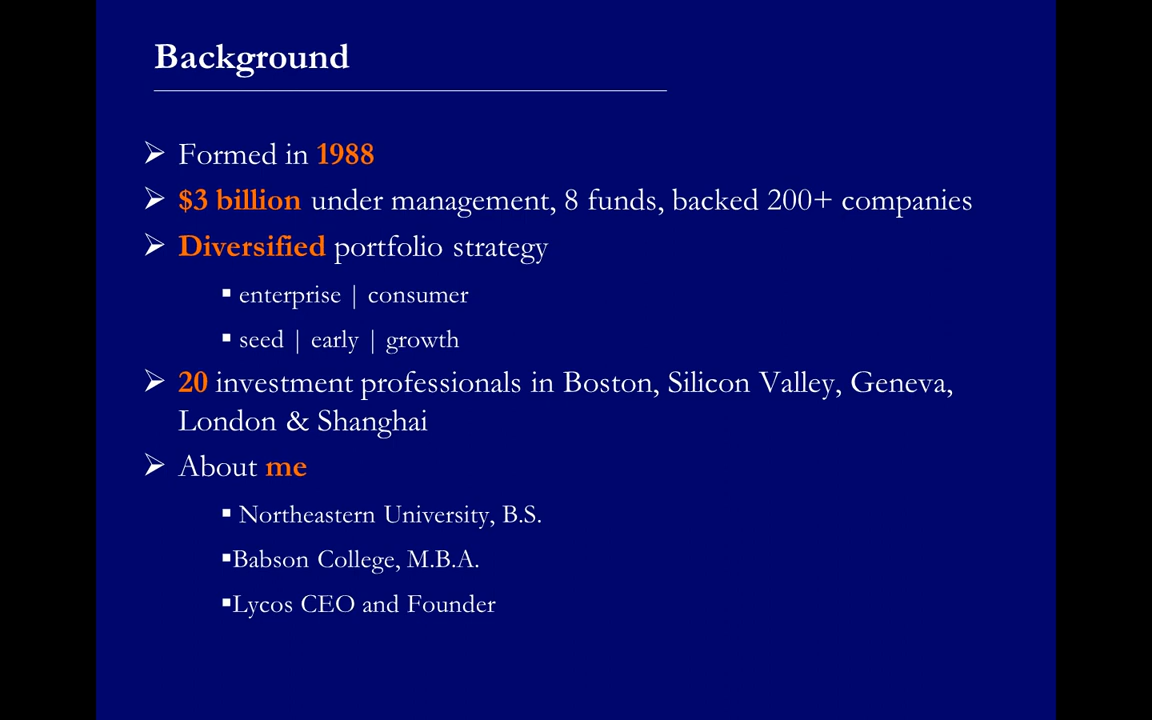 Background
Formed in 1988
$3 billion under management, 8 funds, backed 200+ companies
Diversified portfolio strategy
enterprise | consumer
seed | early | growth
20 investment professionals in Boston, Silicon Valley, Geneva,
London & Shanghai
About me
Northeastern University, B.S.
Babson College, M.B.A.
Lycos CEO and Founder